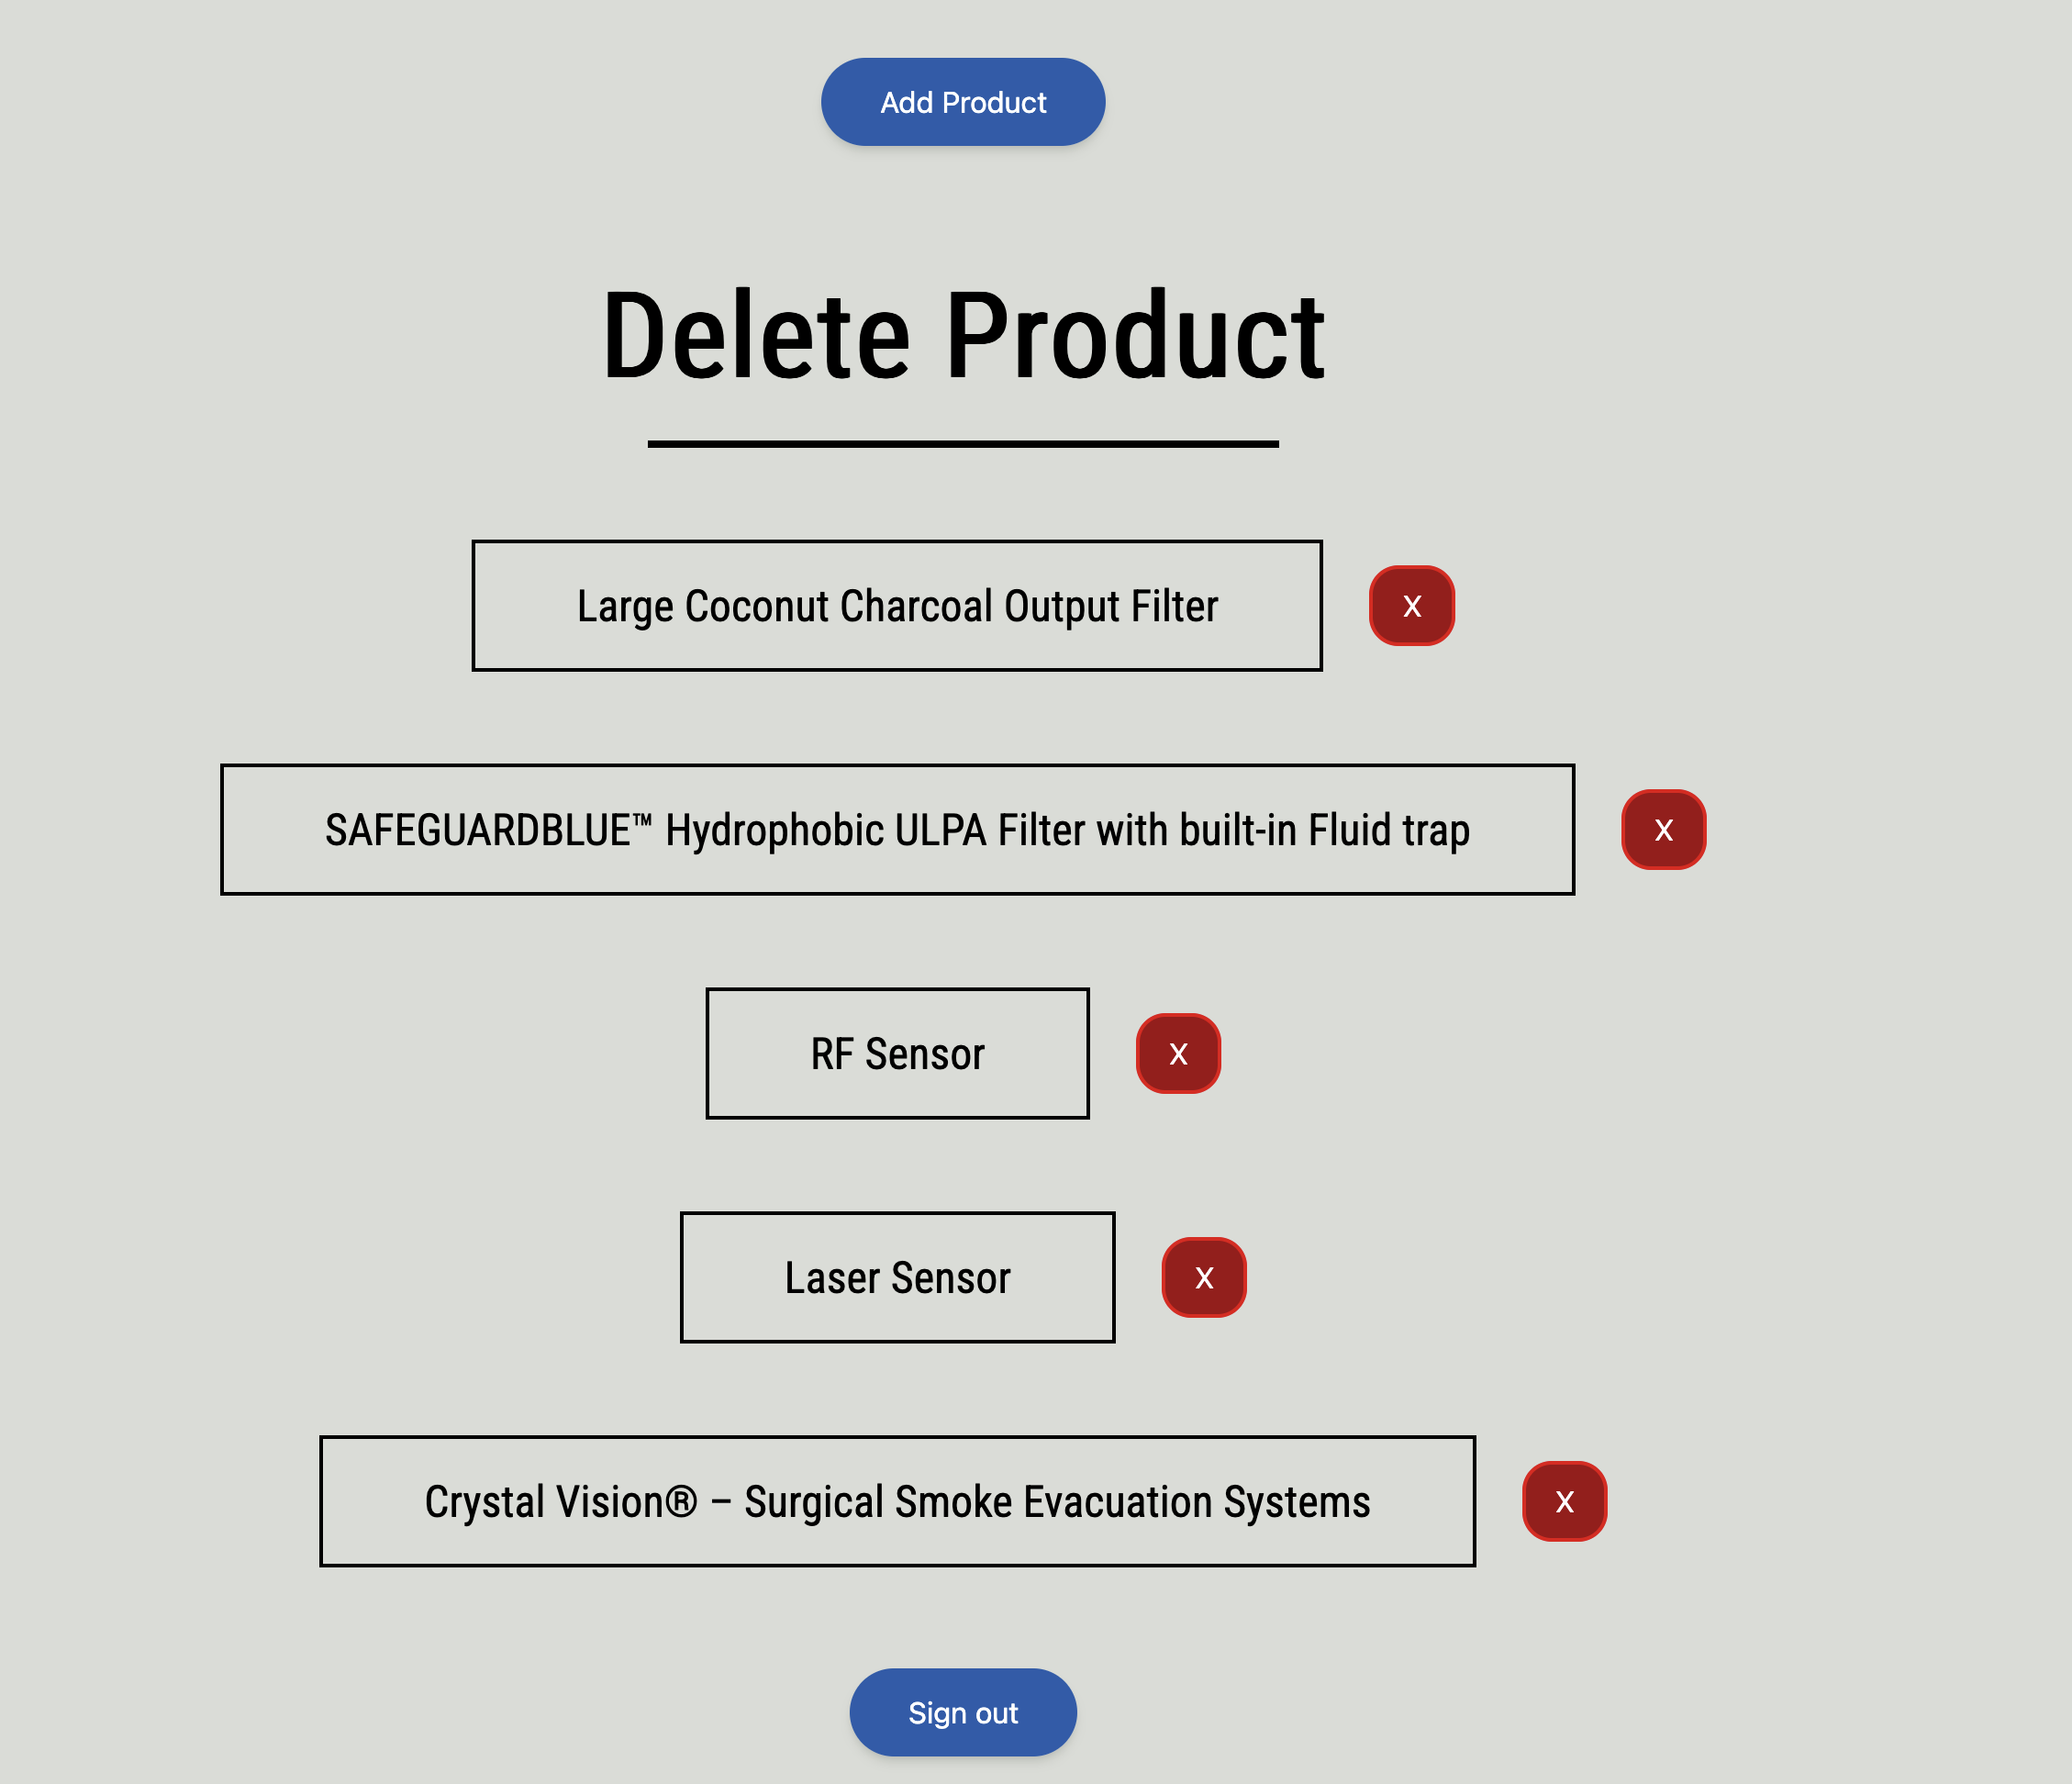 Add Product
Delete Product
Large Coconut Charcoal Output Filter
X
SAFEGUARDBLUE™ Hydrophobic ULPA Filter with built-in Fluid trap
X
RF Sensor
X
Laser Sensor
X
Crystal Vision® – Surgical Smoke Evacuation Systems
X
Sign out